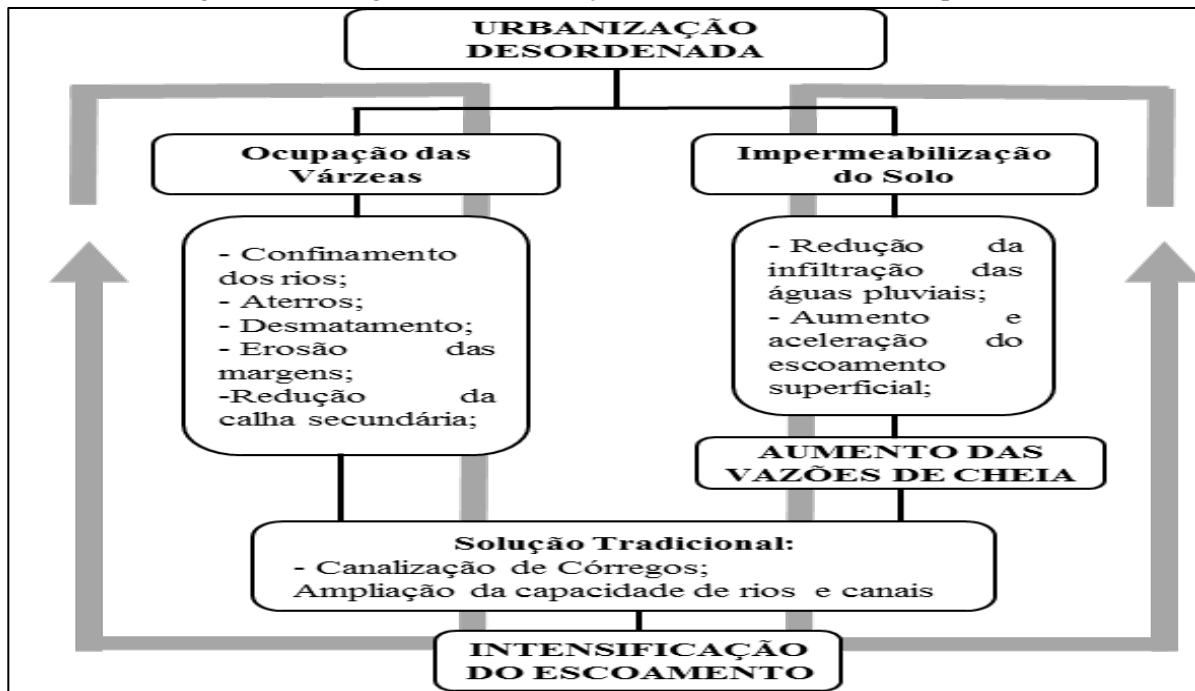 URBANIZAÇÃO
DESORDENADA
Ocupação das
Várzeas
Impermeabilização
do Solo
- Confinamento
dos rios;
- Aterros;
- Desmatamento;
- Erosão das
margens;
-Redução da
calha secundária;
- Redução da
infiltração das
águas pluviais;
- Aumento e
aceleração do
escoamento
superficial;
AUMENTO DAS
VAZÕES DE CHEIA
Solução Tradicional:
- Canalização de Córregos;
Ampliação da capacidade de rios e canais
INTENSIFICAÇÃO
DO ESCOAMENTO